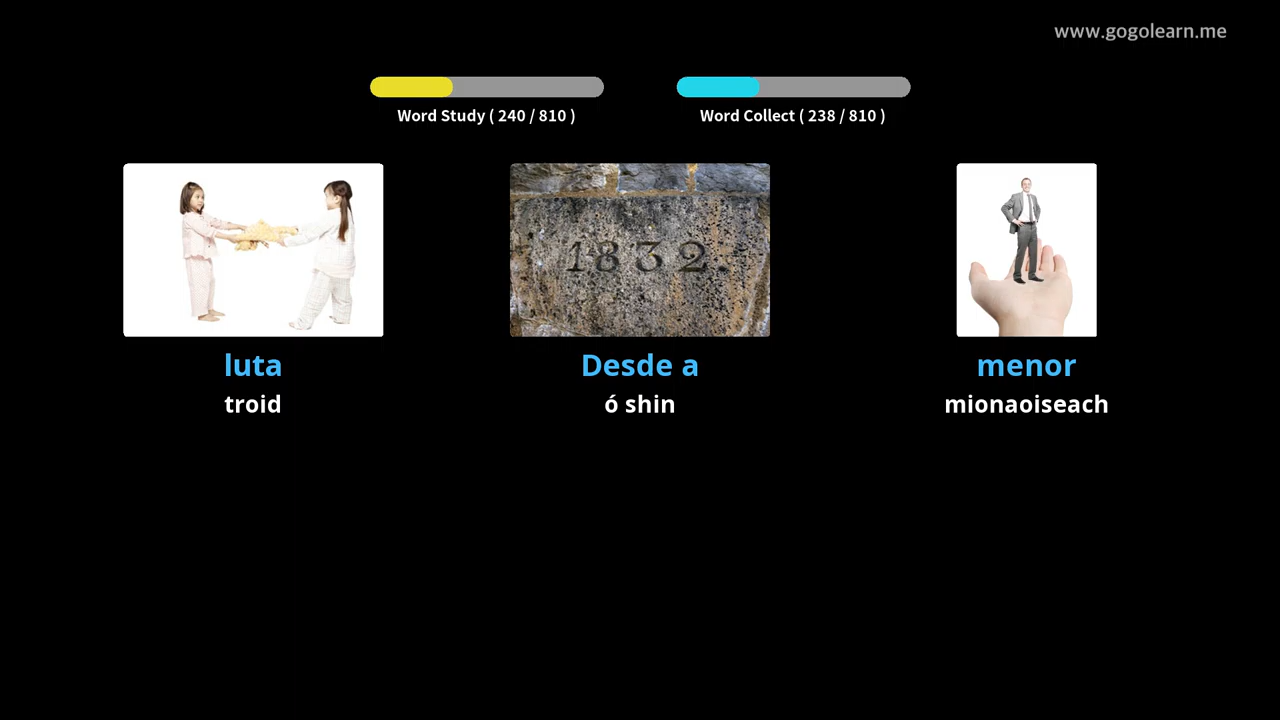 www.gogolearn.me
Word Study ( 240 / 810 )
Word Collect ( 238 / 810 )
1832.
luta
troid
Desde a
ó shin
menor
mionaoiseach